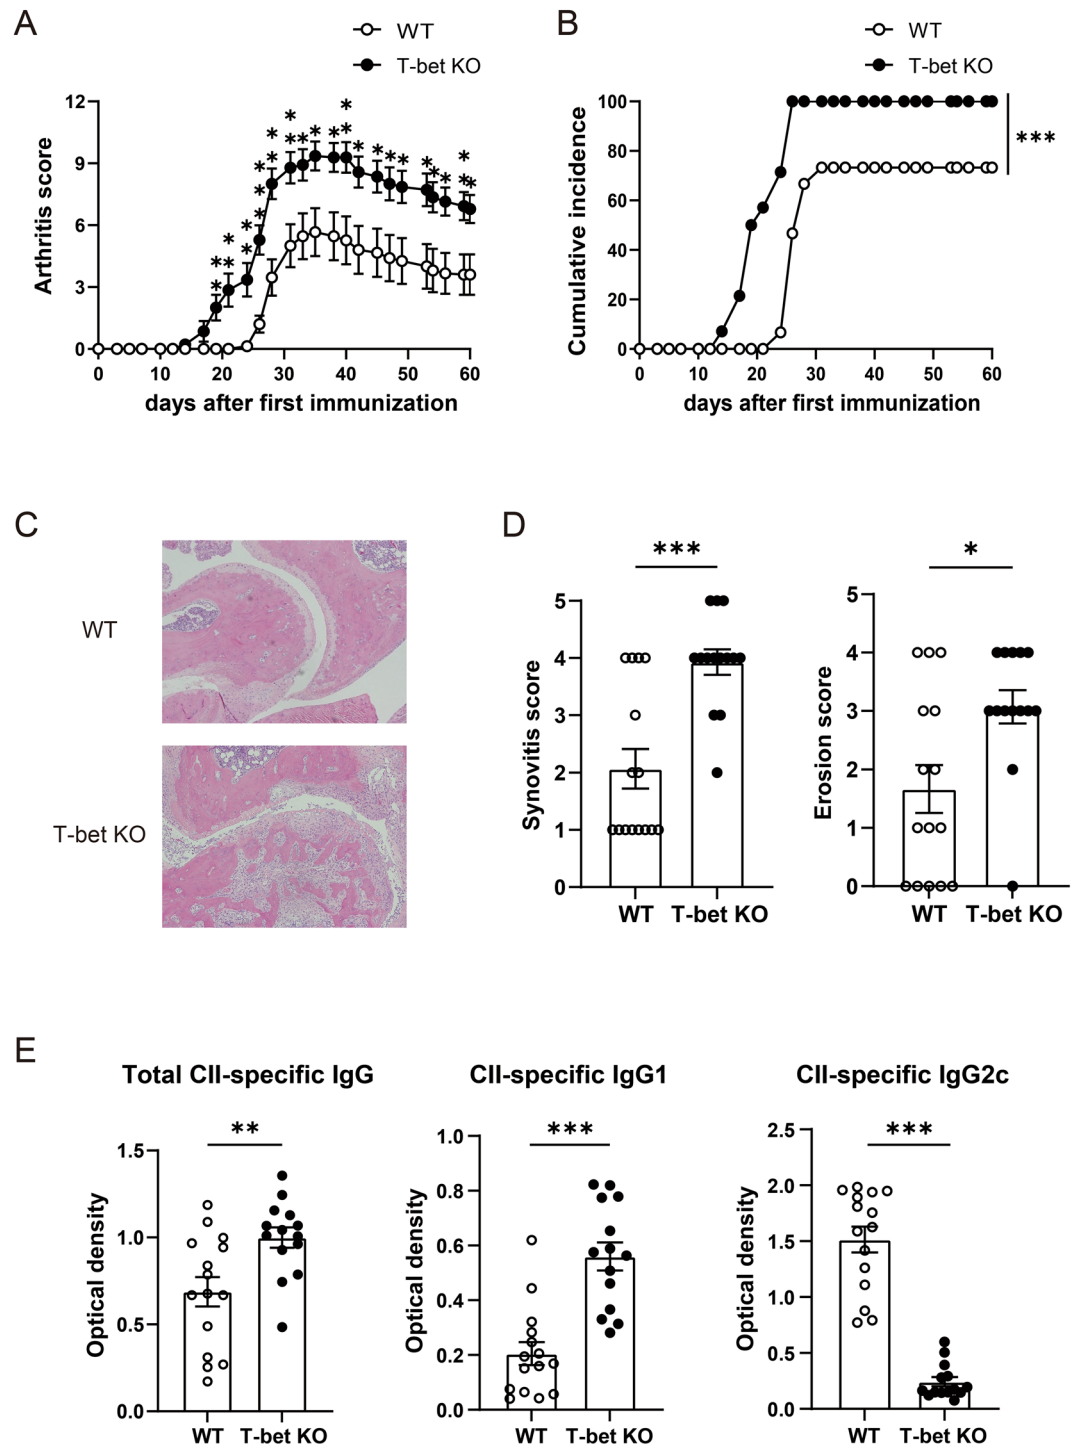 A
WT
T-bet KO
12
9
6
3
0
Arthritis score
* * * * * * * * * * * * * * * * * * * * * * * * * * *
0 10 20 30 40 50 60
days after first immunization
B
WT
T-bet KO
100
80
60
40
20
0
Cumulative incidence
***
0 10 20 30 40 50 60
days after first immunization
C
WT
T-bet KO
D
***
5
4
3
2
1
0
Synovitis score
WT T-bet KO
*
5
4
3
2
1
0
Erosion score
WT T-bet KO
E
Total CII-specific IgG
**
1.5
1.0
0.5
0.0
Optical density
WT T-bet KO
CII-specific IgG1
***
1.0
0.8
0.6
0.4
0.2
0.0
Optical density
WT T-bet KO
CII-specific IgG2c
***
2.5
2.0
1.5
1.0
0.5
0.0
Optical density
WT T-bet KO